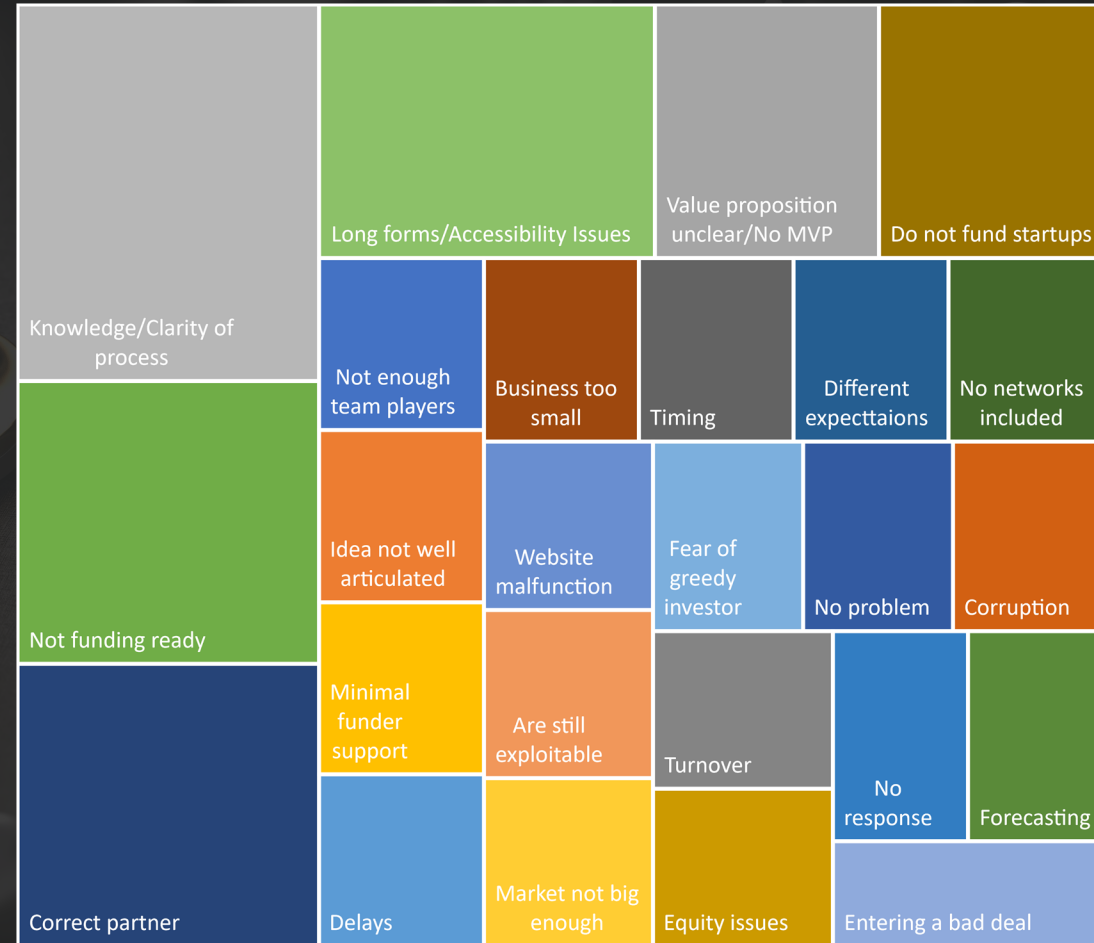 Knowledge/Clarity of
process
Not funding ready
Correct partner
Long forms/Accessibility Issues
Value proposition
unclear/No MVP
Do not fund startups
Not enough
team players
Business too
small
Timing
Different
expecttaions
No networks
included
Idea not well
articulated
Website
malfunction
Fear of
greedy
investor
No problem
Corruption
Minimal
funder
support
Are still
exploitable
Turnover
No
response
Forecasting
Delays
Market not big
enough
Equity issues
Entering a bad deal